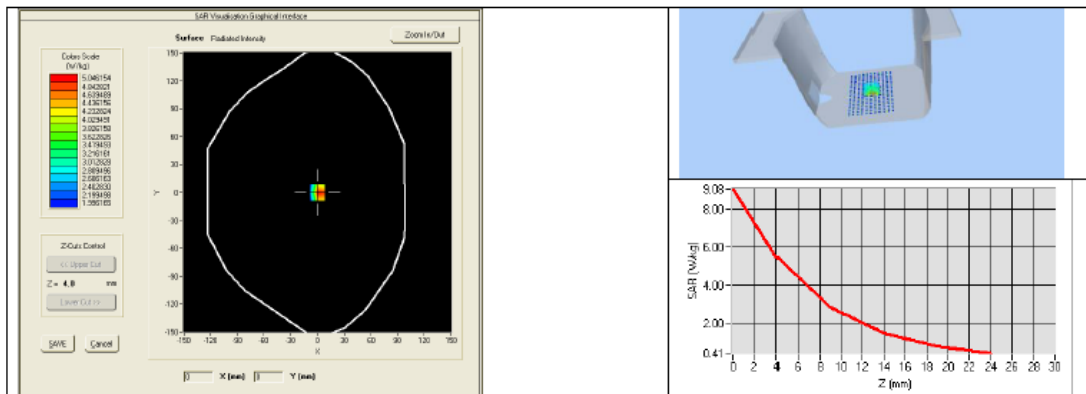 SAR Visualisation Graphical Interface
Surface Radiated Intensity
Zoom In/Out
Colors Scale
(W/kg)
5.046154
4.842821
4.639489
4.436156
4.232824
4.029491
3.826159
3.622826
3.419493
3.216161
3.012828
2.809496
2.606163
2.402830
2.199498
1.996165
Z-Cuts Control
<< Upper Cut
Z = 4.0 mm
Lower Cut >>
SAVE Cancel
150
120
90
60
30
Y 0
-30
-60
-90
-120
-150
-150 -120 -90 -60 -30 0 30 60 90 120 150
X
0 X (mm) Y (mm)
9.08
8.00
6.00
4.00
2.00
0.41
SAR (W/kg)
0 2 4 6 8 10 12 14 16 18 20 22 24 26 28 30
Z (mm)